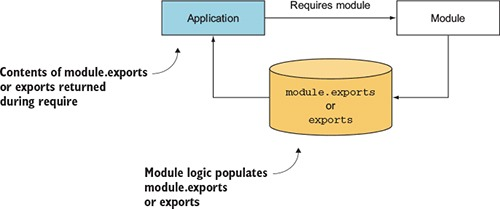 Requires module
Application
Module
Contents of module.exports
or exports returned
during require
module.exports
or
exports
Module logic populates
module.exports
or exports